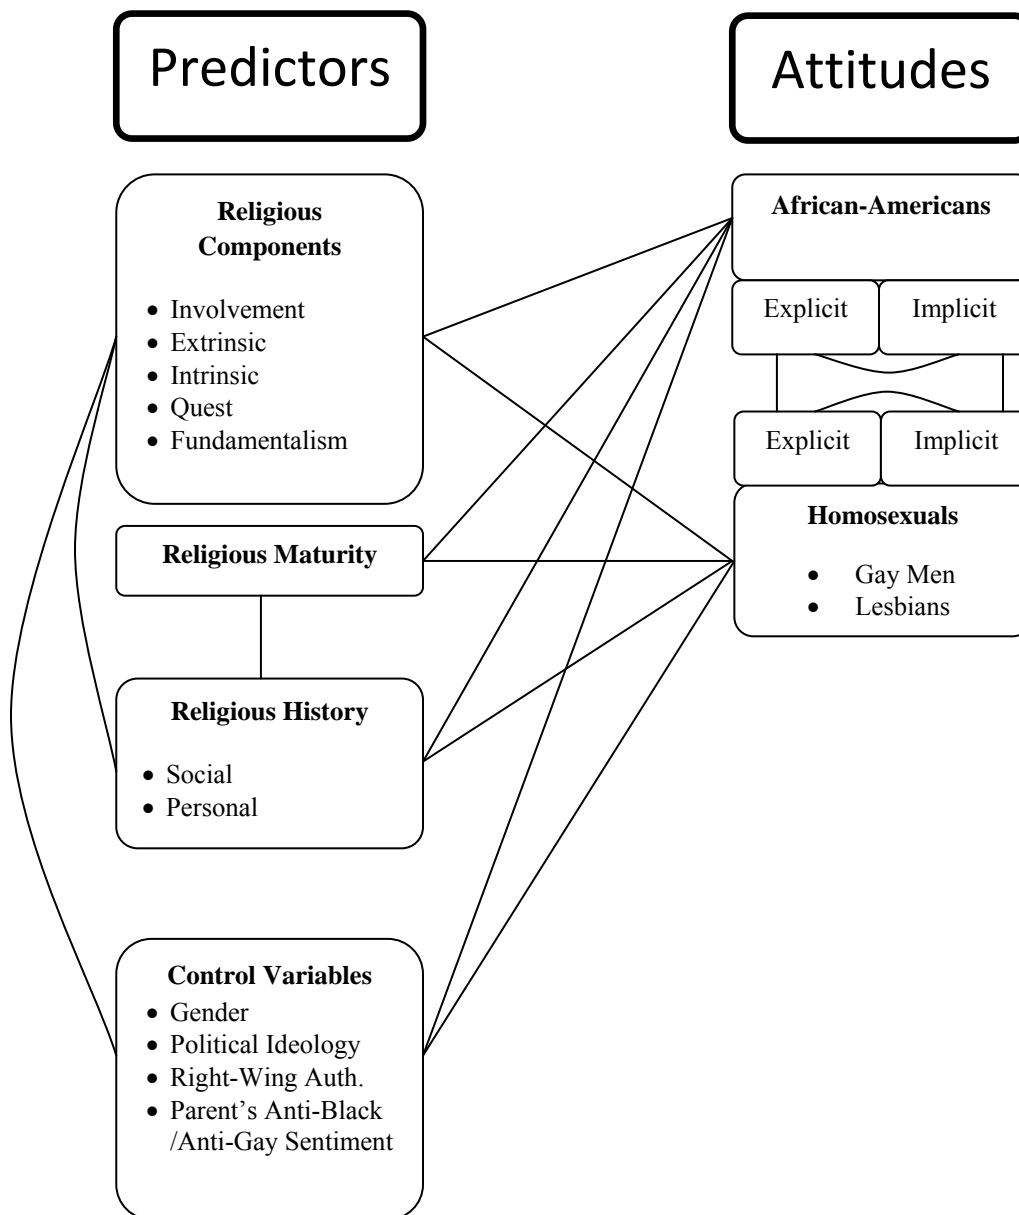 Predictors
Attitudes
Religious
Components
• Involvement
• Extrinsic
• Intrinsic
• Quest
• Fundamentalism
Religious Maturity
Religious History
• Social
• Personal
Control Variables
• Gender
• Political Ideology
• Right-Wing Auth.
• Parent’s Anti-Black
/Anti-Gay Sentiment
African-Americans
Explicit
Implicit
Explicit
Implicit
Homosexuals
• Gay Men
• Lesbians